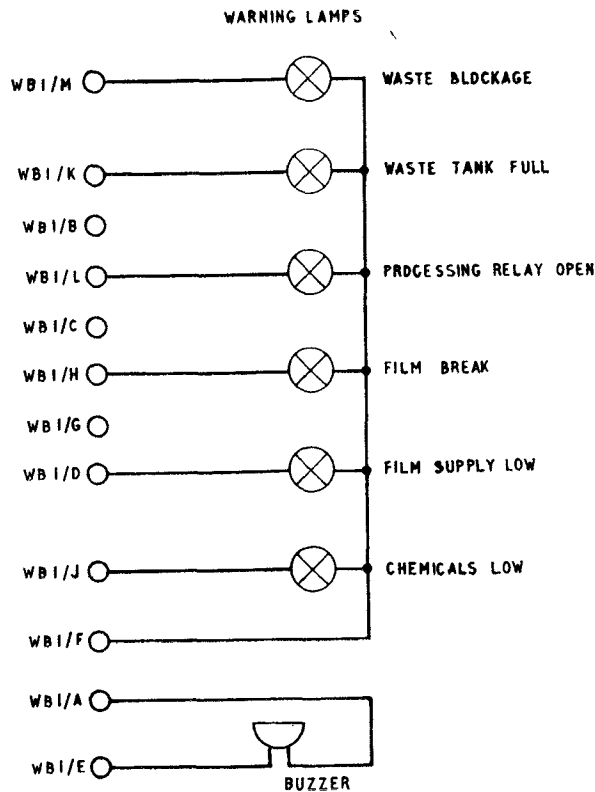 WARNING LAMPS
WB1/M WASTE BLOCKAGE
WB1/K WASTE TANK FULL
WB1/B
WB1/L PROCESSING RELAY OPEN
WB1/C
WB1/H FILM BREAK
WB1/G
WB1/D FILM SUPPLY LOW
WB1/J CHEMICALS LOW
WB1/F
WB1/A
WB1/E
BUZZER